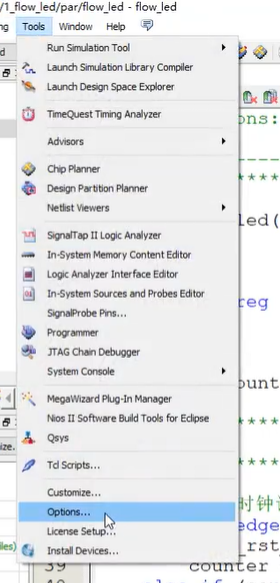 /1_flow_led/par/flow_led - flow_led
Tools Window Help
Run Simulation Tool
Launch Simulation Library Compiler
Launch Design Space Explorer
TimeQuest Timing Analyzer
ons:
Advisors
Chip Planner
Design Partition Planner
Netlist Viewers
led(
SignalTap II Logic Analyzer
In-System Memory Content Editor
Logic Analyzer Interface Editor
In-System Sources and Probes Editor
reg
SignalProbe Pins...
Programmer
JTAG Chain Debugger
System Console
ount
MegaWizard Plug-In Manager
Nios II Software Build Tools for Eclipse
Qsys
ize.
Tcl Scripts...
Customize...
时钟
Options...
edge
License Setup...
_rst
files)
Install Devices...
39
counter